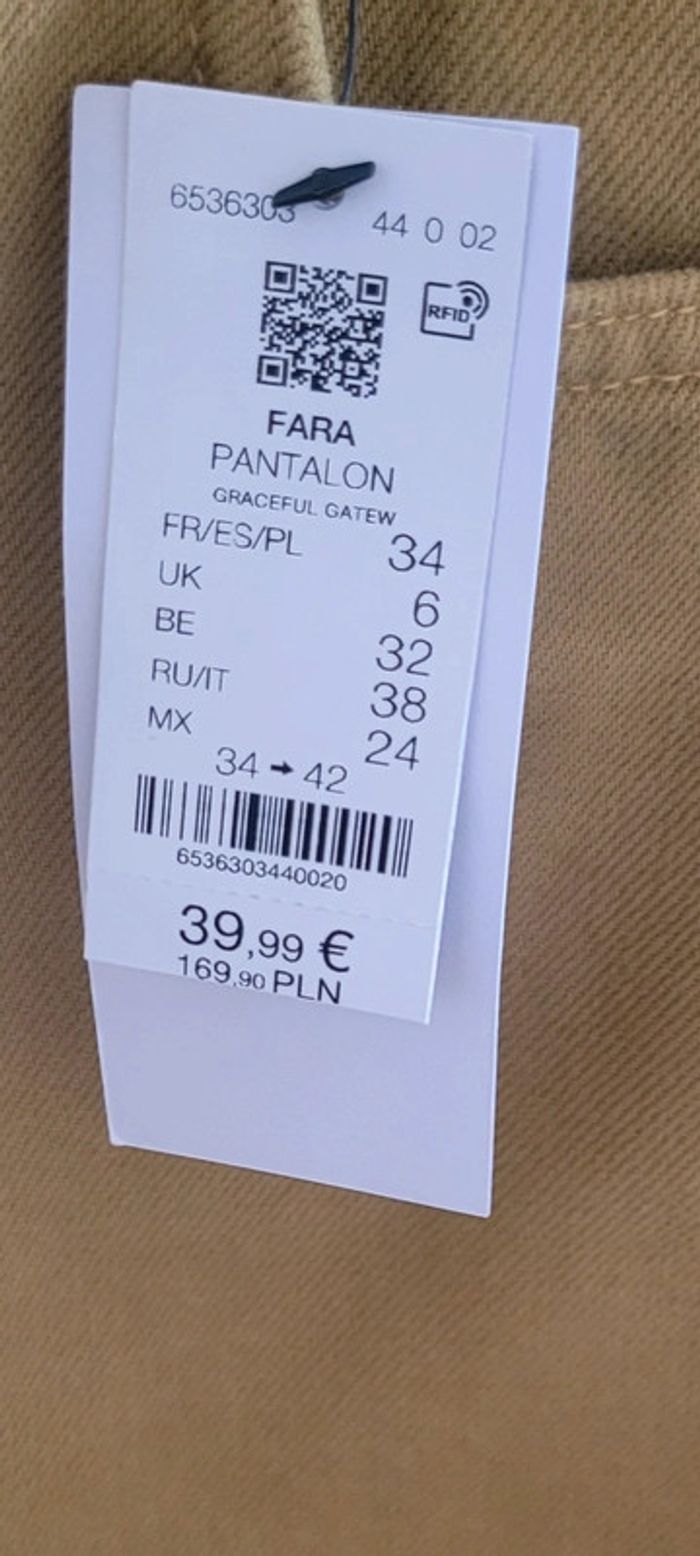 6536303 44 0 02
RFID
FARA
PANTALON
GRACEFUL GATEW
FR/ES/PL 34
UK 6
BE 32
RU/IT 38
MX 24
34 → 42
6536303440020
39,99 €
169,90 PLN